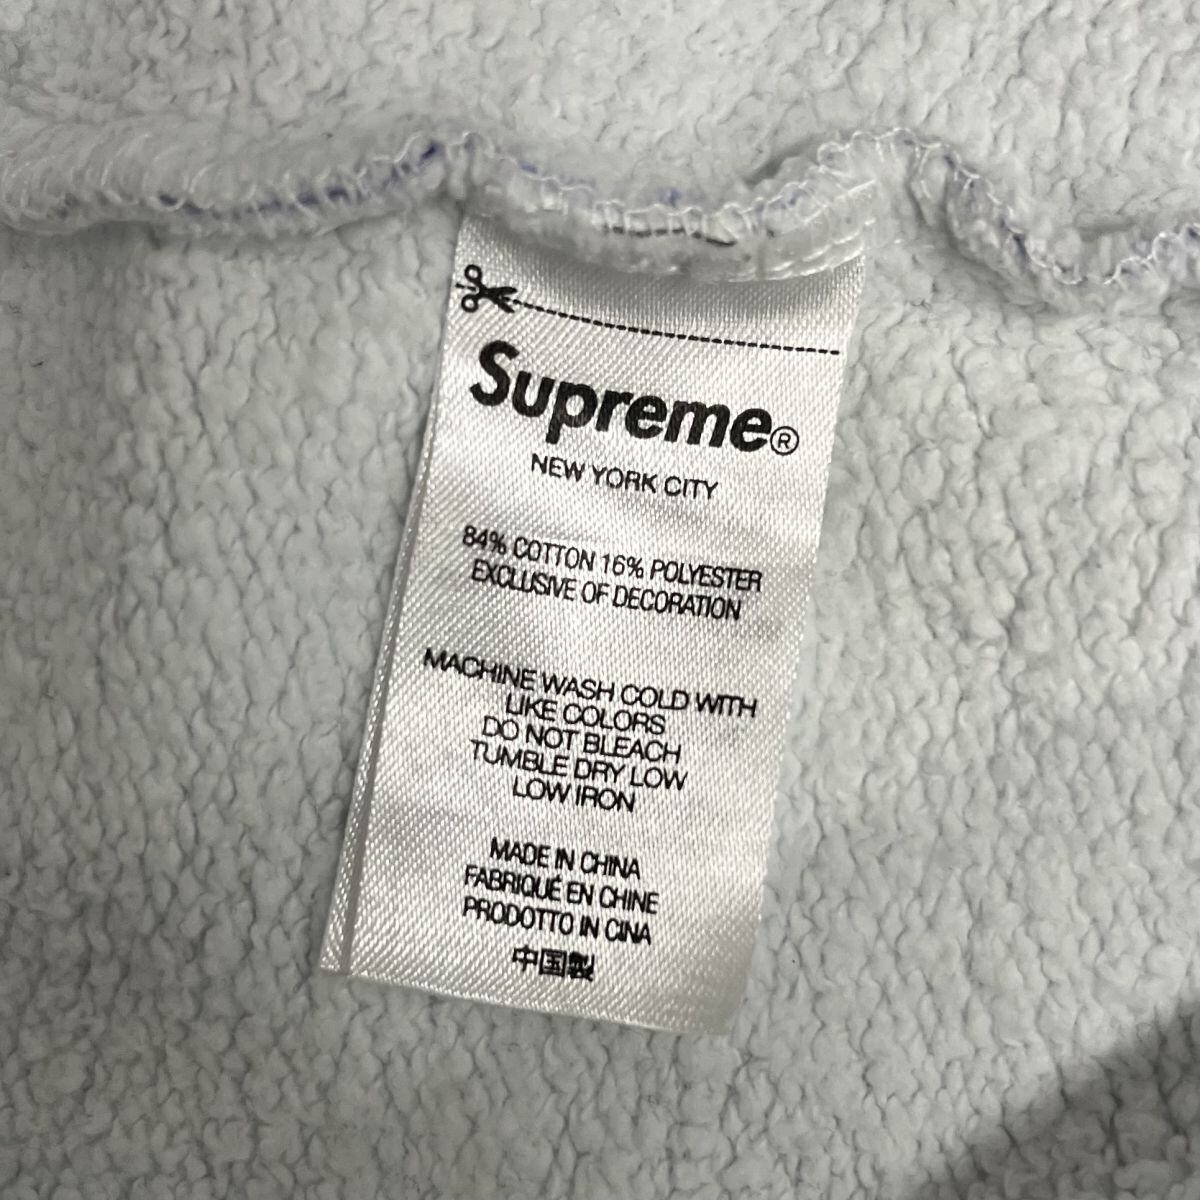 Supreme®
NEW YORK CITY
84% COTTON 16% POLYESTER
EXCLUSIVE OF DECORATION
MACHINE WASH COLD WITH
LIKE COLORS
DO NOT BLEACH
TUMBLE DRY LOW
LOW IRON
MADE IN CHINA
FABRIQUÉ EN CHINE
PRODOTTO IN CINA
中国製